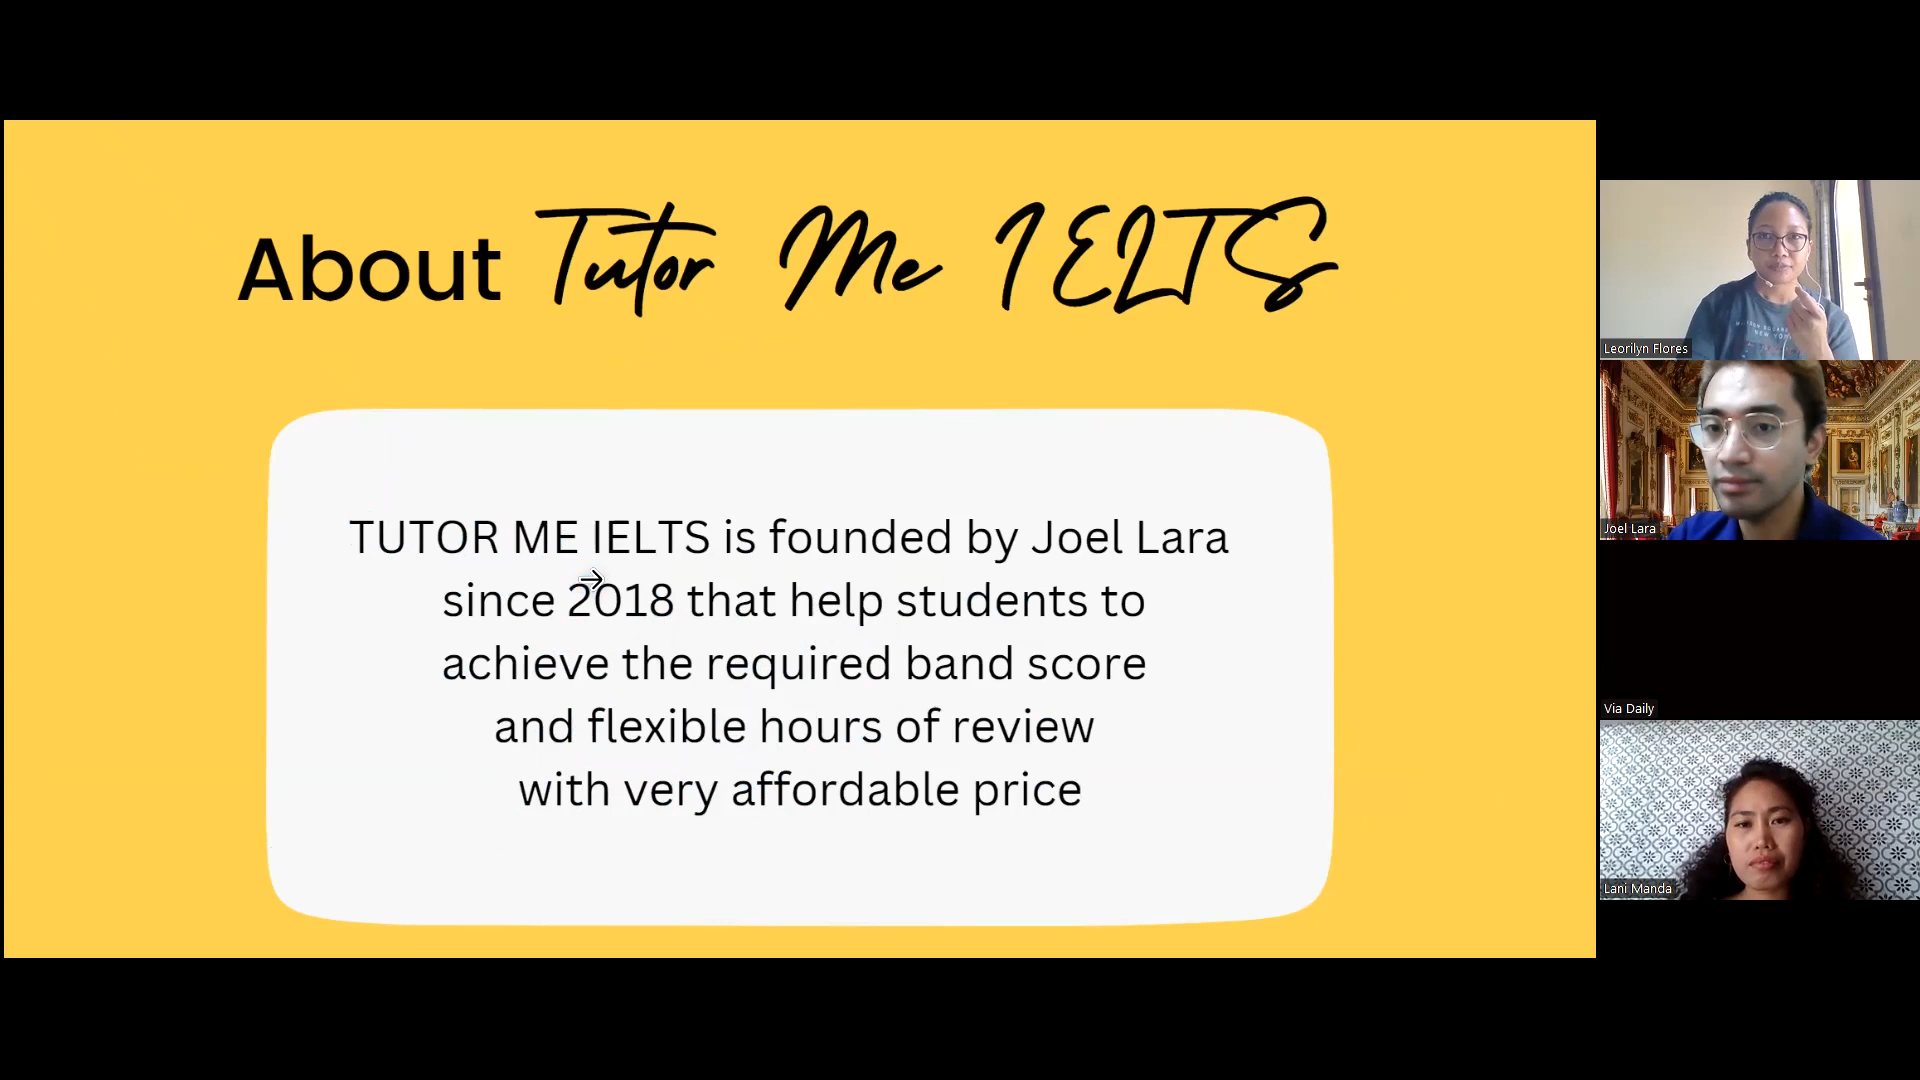 About Tutor Me IELTS
TUTOR ME IELTS is founded by Joel Lara
since 2018 that help students to
achieve the required band score
and flexible hours of review
with very affordable price
Leorilyn Flores
NEW YORK
Joel Lara
Via Daily
Lani Manda